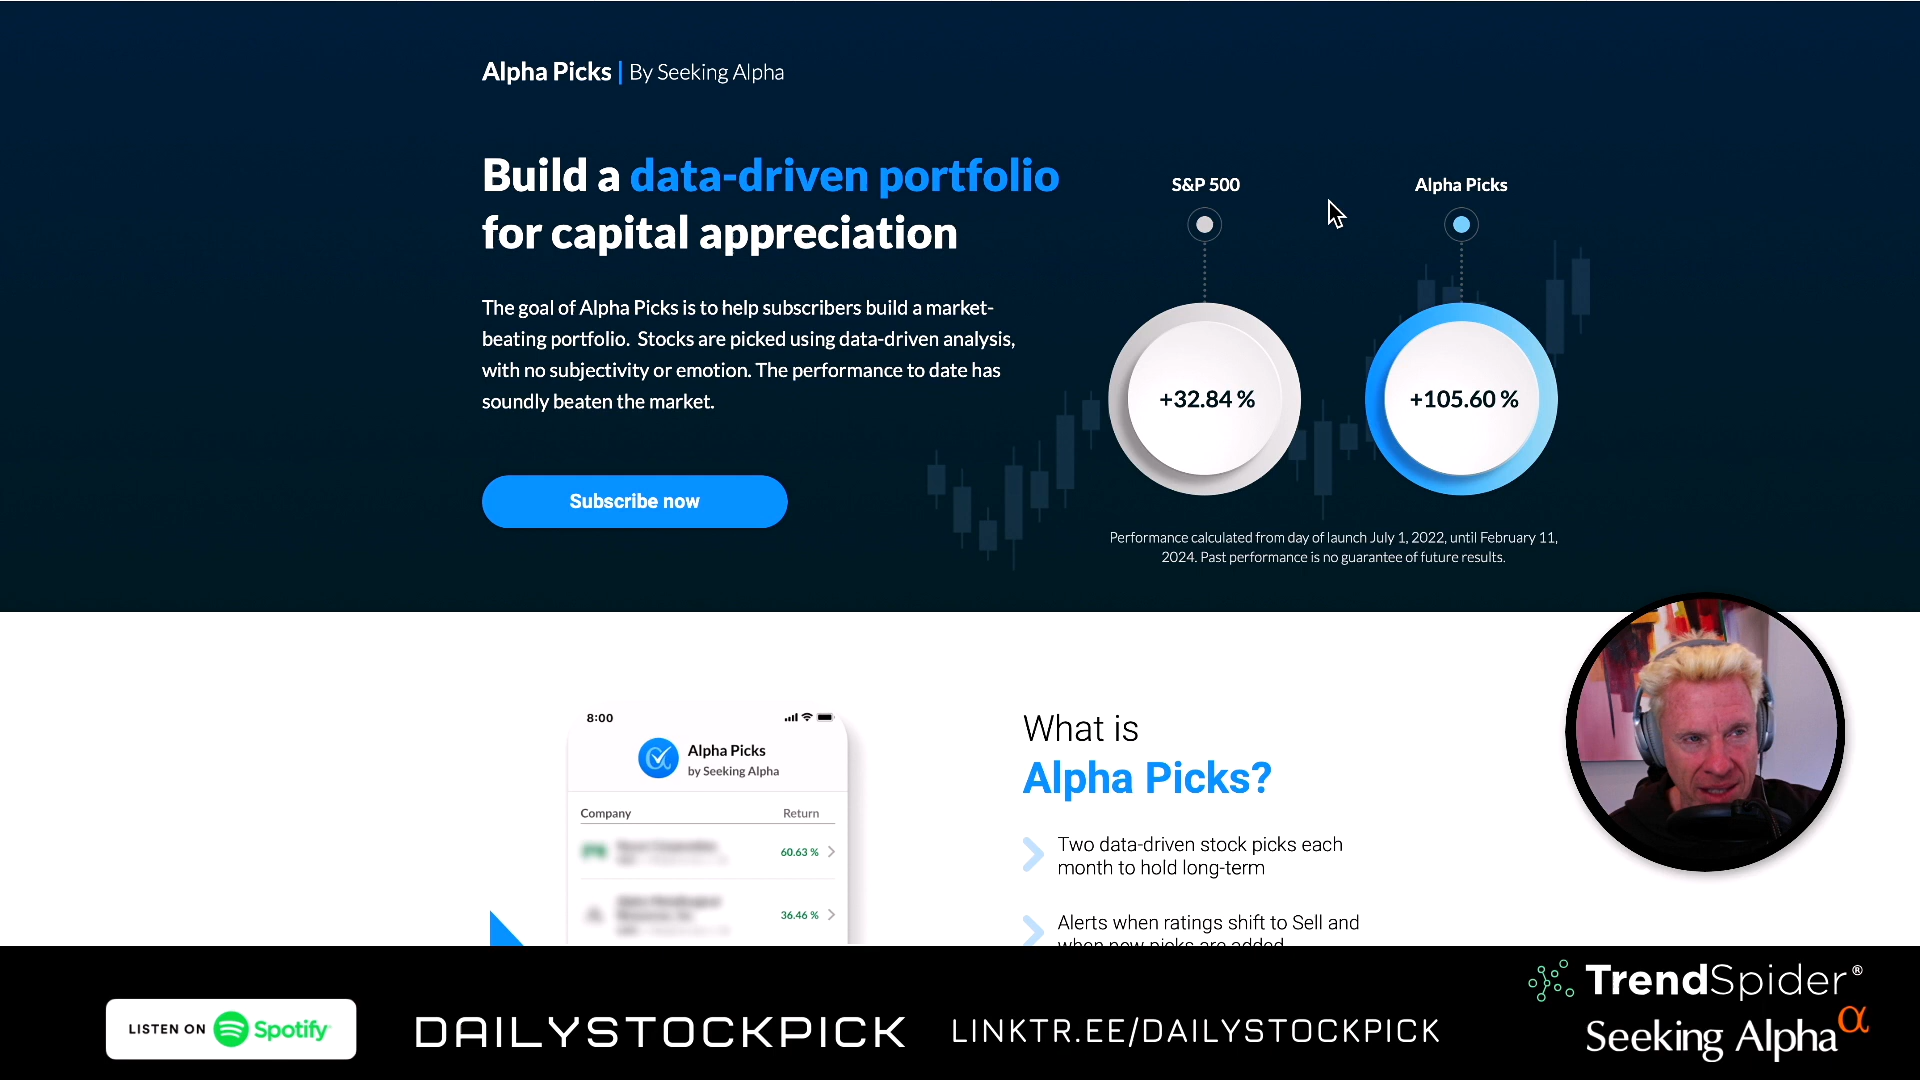 Alpha Picks | By Seeking Alpha
Build a data-driven portfolio
for capital appreciation
The goal of Alpha Picks is to help subscribers build a market-
beating portfolio. Stocks are picked using data-driven analysis,
with no subjectivity or emotion. The performance to date has
soundly beaten the market.
Subscribe now
S&P 500
Alpha Picks
+32.84 %
+105.60 %
Performance calculated from day of launch July 1, 2022, until February 11,
2024. Past performance is no guarantee of future results.
8:00
Alpha Picks
by Seeking Alpha
Company Return
60.63 %
36.46 %
What is
Alpha Picks?
Two data-driven stock picks each
month to hold long-term
Alerts when ratings shift to Sell and
when new picks are added
LISTEN ON Spotify
DAILYSTOCKPICK
LINKTR.EE/DAILYSTOCKPICK
TrendSpider®
Seeking Alpha α